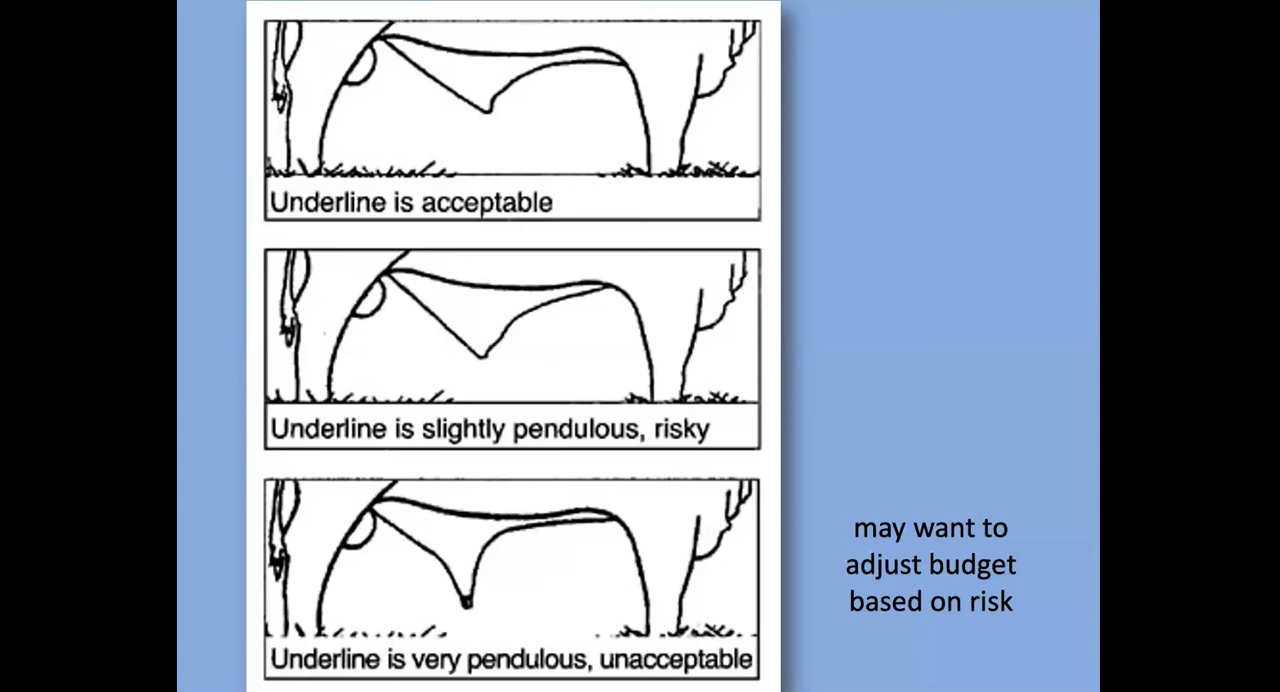 Underline is acceptable
Underline is slightly pendulous, risky
Underline is very pendulous, unacceptable
may want to
adjust budget
based on risk